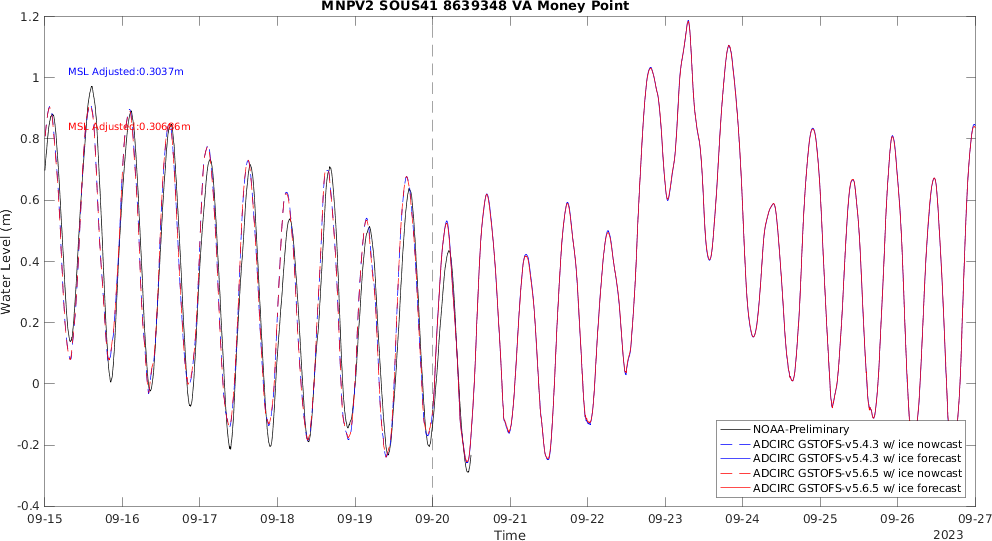 MNPV2 SOUS41 8639348 VA Money Point
1.2
1
0.8
0.6
0.4
0.2
0
-0.2
-0.4
Water Level (m)
MSL Adjusted:0.3037m
MSL
NOAA-Preliminary
ADCIRC GSTOFS-v5.4.3 w/ ice nowcast
ADCIRC GSTOFS-v5.4.3 w/ ice forecast
ADCIRC GSTOFS-v5.6.5 w/ ice nowcast
ADCIRC GSTOFS-v5.6.5 w/ ice forecast
09-15 09-16 09-17 09-18 09-19 09-20 09-21 09-22 09-23 09-24 09-25 09-26 09-27
Time
2023